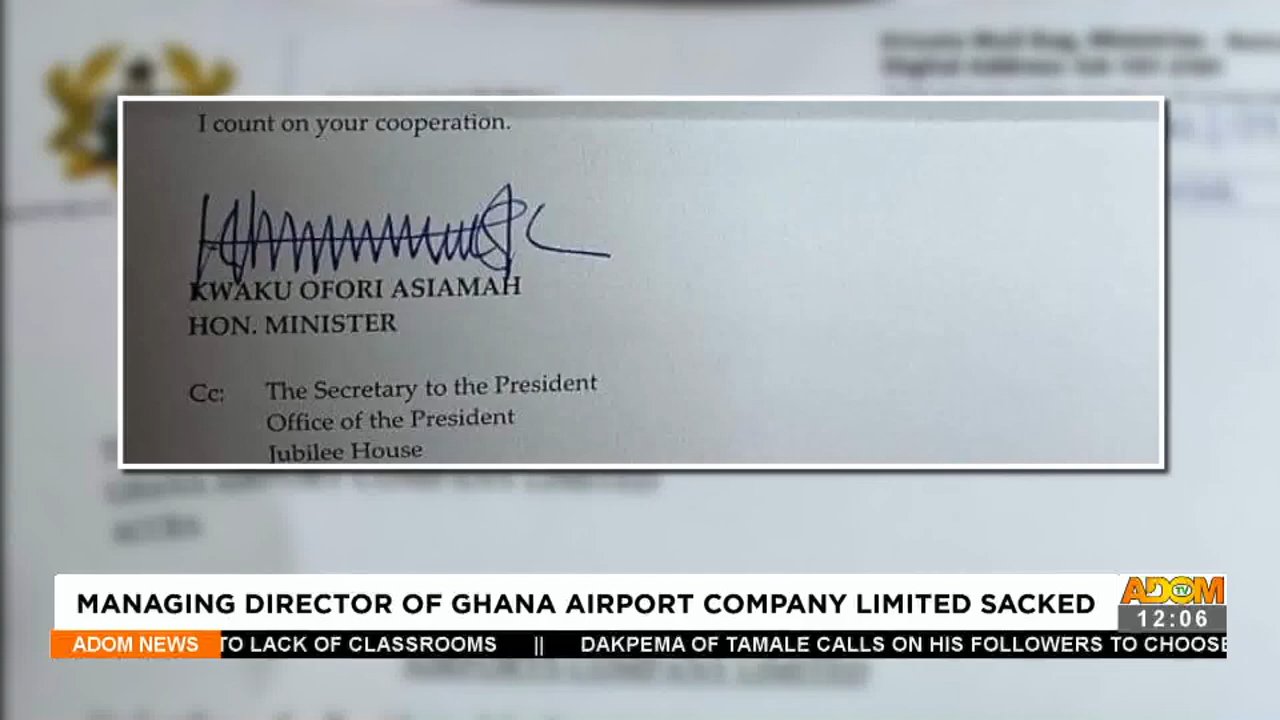 I count on your cooperation.
KWAKU OFORI ASIAMAH
HON. MINISTER
Cc: The Secretary to the President
Office of the President
Jubilee House
MANAGING DIRECTOR OF GHANA AIRPORT COMPANY LIMITED SACKED
ADOM TV
12:06
ADOM NEWS TO LACK OF CLASSROOMS || DAKPEMA OF TAMALE CALLS ON HIS FOLLOWERS TO CHOOSE